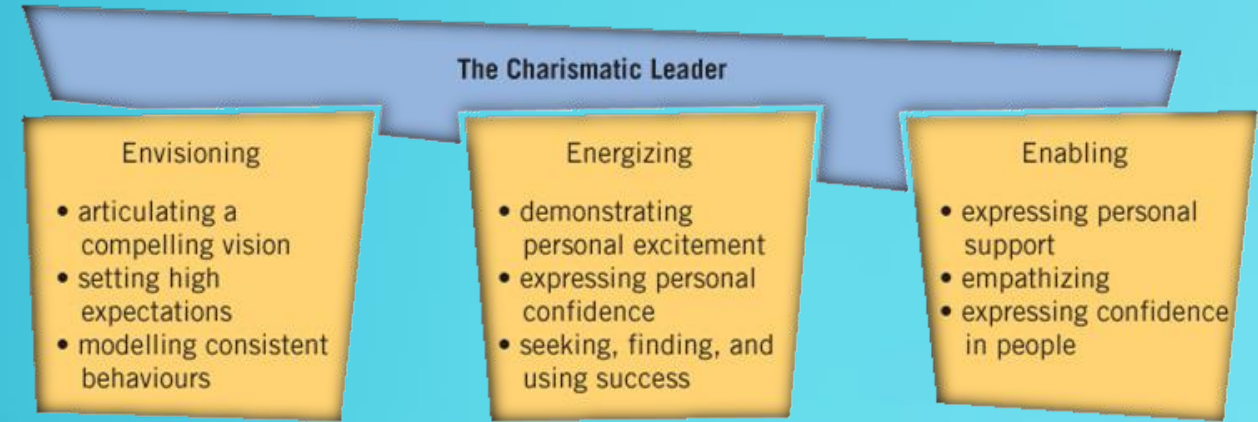 The Charismatic Leader
Envisioning
• articulating a
compelling vision
• setting high
expectations
• modelling consistent
behaviours
Energizing
• demonstrating
personal excitement
• expressing personal
confidence
• seeking, finding, and
using success
Enabling
• expressing personal
support
• empathizing
• expressing confidence
in people